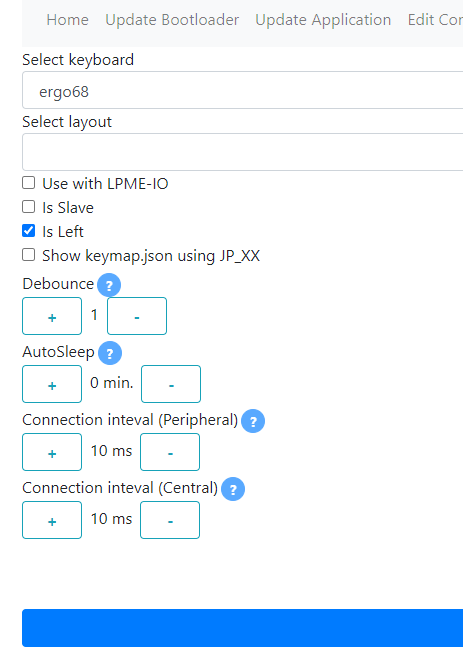 Home Update Bootloader Update Application Edit Con
Select keyboard
ergo68
Select layout
Use with LPME-IO
Is Slave
Is Left
Show keymap.json using JP_XX
Debounce ?
+ 1 -
AutoSleep ?
+ 0 min. -
Connection inteval (Peripheral) ?
+ 10 ms -
Connection inteval (Central) ?
+ 10 ms -